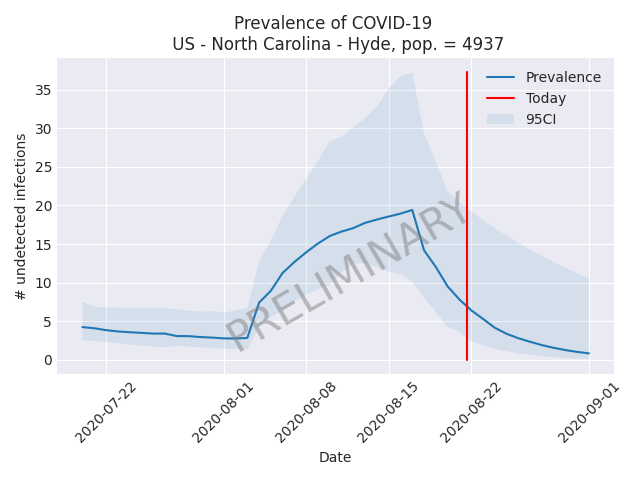 Prevalence of COVID-19
US - North Carolina - Hyde, pop. = 4937
# undetected infections
35
30
25
20
15
10
5
0
Prevalence
Today
95CI
PRELIMINARY
2020-07-22
2020-08-01
2020-08-08
2020-08-15
2020-08-22
2020-09-01
Date